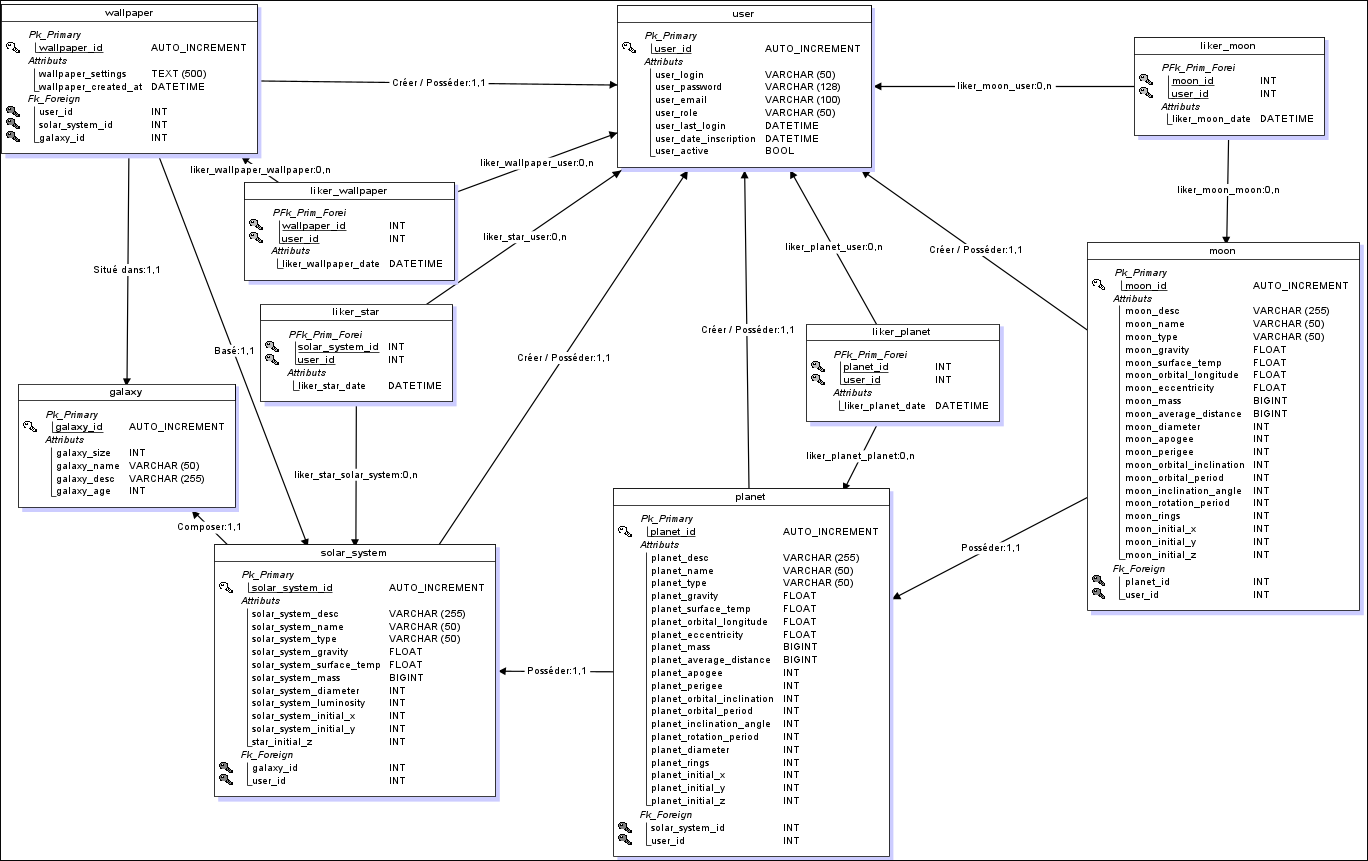 wallpaper
Pk_Primary
wallpaper_id AUTO_INCREMENT
Attributs
wallpaper_settings TEXT (500)
wallpaper_created_at DATETIME
Fk_Foreign
user_id INT
solar_system_id INT
galaxy_id INT
user
Pk_Primary
user_id AUTO_INCREMENT
Attributs
user_login VARCHAR (50)
user_password VARCHAR (128)
user_email VARCHAR (100)
user_role VARCHAR (50)
user_last_login DATETIME
user_date_inscription DATETIME
user_active BOOL
liker_moon
PFk_Prim_Forei
moon_id INT
user_id INT
Attributs
liker_moon_date DATETIME
Créer / Posséder:1,1
liker_moon_user:0,n
liker_wallpaper_user:0,n
liker_wallpaper_wallpaper:0,n
liker_moon_moon:0,n
liker_wallpaper
PFk_Prim_Forei
wallpaper_id INT
user_id INT
Attributs
liker_wallpaper_date DATETIME
liker_star_user:0,n
liker_planet_user:0,n
Créer / Posséder:1,1
Situé dans:1,1
moon
Pk_Primary
moon_id AUTO_INCREMENT
Attributs
moon_desc VARCHAR (255)
moon_name VARCHAR (50)
moon_type VARCHAR (50)
moon_gravity FLOAT
moon_surface_temp FLOAT
moon_orbital_longitude FLOAT
moon_eccentricity FLOAT
moon_mass BIGINT
moon_average_distance BIGINT
moon_diameter INT
moon_apogee INT
moon_perigee INT
moon_orbital_inclination INT
moon_orbital_period INT
moon_inclination_angle INT
moon_rotation_period INT
moon_rings INT
moon_initial_x INT
moon_initial_y INT
moon_initial_z INT
Fk_Foreign
planet_id INT
user_id INT
liker_star
PFk_Prim_Forei
solar_system_id INT
user_id INT
Attributs
liker_star_date DATETIME
Basé:1,1
Créer / Posséder:1,1
Créer / Posséder:1,1
liker_planet
PFk_Prim_Forei
planet_id INT
user_id INT
Attributs
liker_planet_date DATETIME
galaxy
Pk_Primary
galaxy_id AUTO_INCREMENT
Attributs
galaxy_size INT
galaxy_name VARCHAR (50)
galaxy_desc VARCHAR (255)
galaxy_age INT
liker_star_solar_system:0,n
liker_planet_planet:0,n
Composer:1,1
Posséder:1,1
solar_system
Pk_Primary
solar_system_id AUTO_INCREMENT
Attributs
solar_system_desc VARCHAR (255)
solar_system_name VARCHAR (50)
solar_system_type VARCHAR (50)
solar_system_gravity FLOAT
solar_system_surface_temp FLOAT
solar_system_mass BIGINT
solar_system_diameter INT
solar_system_luminosity INT
solar_system_initial_x INT
solar_system_initial_y INT
star_initial_z INT
Fk_Foreign
galaxy_id INT
user_id INT
Posséder:1,1
planet
Pk_Primary
planet_id AUTO_INCREMENT
Attributs
planet_desc VARCHAR (255)
planet_name VARCHAR (50)
planet_type VARCHAR (50)
planet_gravity FLOAT
planet_surface_temp FLOAT
planet_orbital_longitude FLOAT
planet_eccentricity FLOAT
planet_mass BIGINT
planet_average_distance BIGINT
planet_apogee INT
planet_perigee INT
planet_orbital_inclination INT
planet_orbital_period INT
planet_inclination_angle INT
planet_rotation_period INT
planet_diameter INT
planet_rings INT
planet_initial_x INT
planet_initial_y INT
planet_initial_z INT
Fk_Foreign
solar_system_id INT
user_id INT